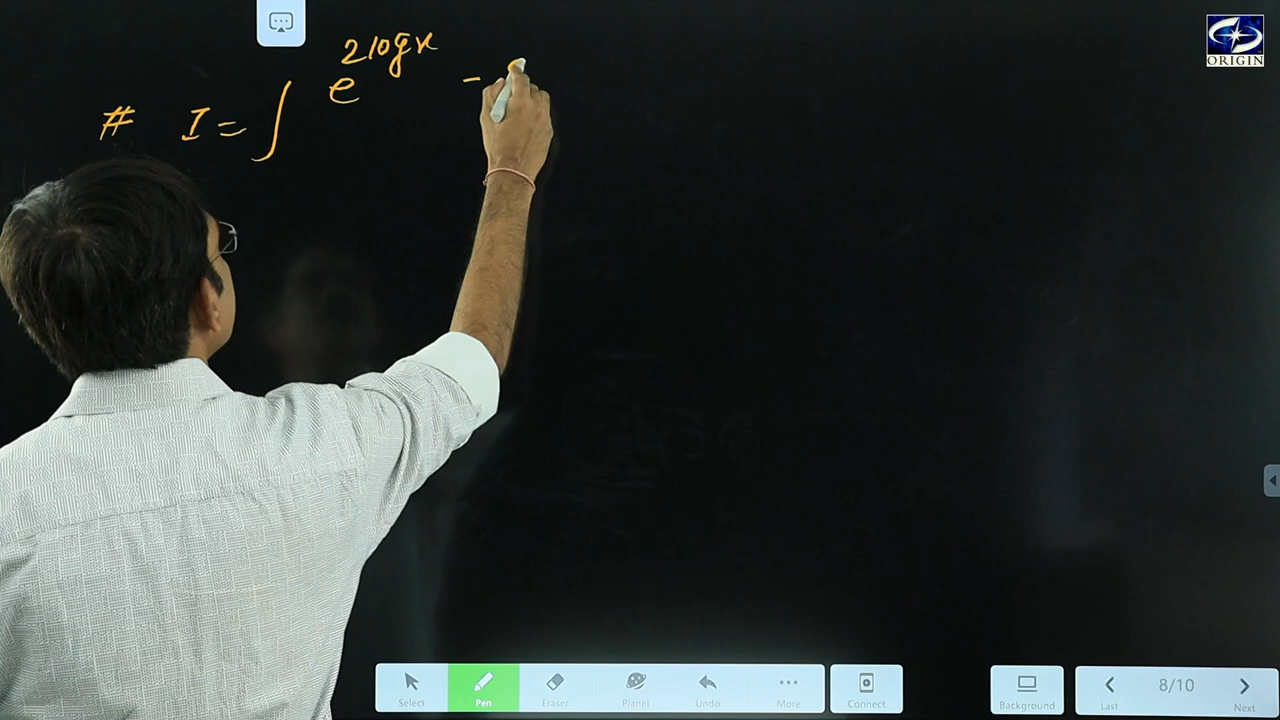 ORIGIN
# I = ∫ e^{2logx} -
Select Pen Eraser Planet Undo More Connect Background Last 8/10 Next